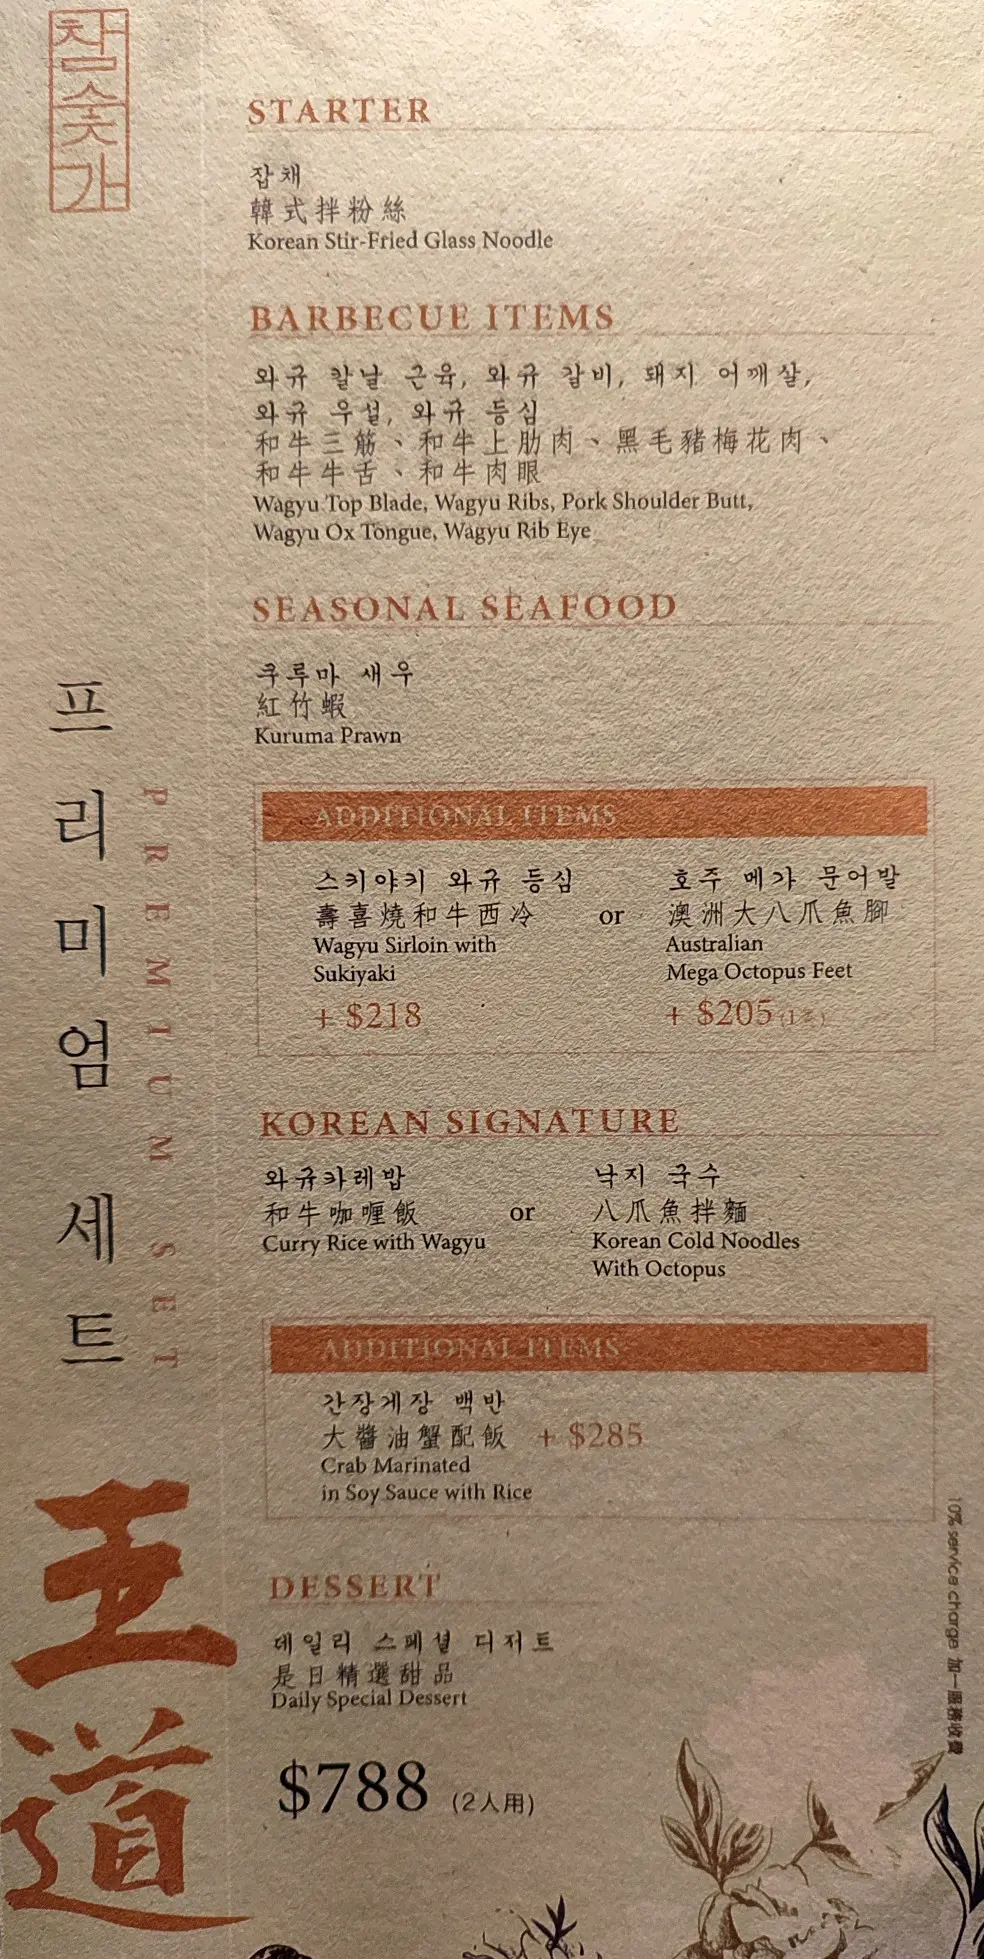 참숯가
STARTER
잡채
韓式拌粉絲
Korean Stir-Fried Glass Noodle
BARBECUE ITEMS
와규 칼날 근육, 와규 갈비, 돼지 어깨살,
와규 우설, 와규 등심
和牛三筋、和牛上肋肉、黑毛豬梅花肉、
和牛牛舌、和牛肉眼
Wagyu Top Blade, Wagyu Ribs, Pork Shoulder Butt,
Wagyu Ox Tongue, Wagyu Rib Eye
SEASONAL SEAFOOD
쿠루마 새우
紅竹蝦
Kuruma Prawn
ADDITIONAL ITEMS
스키야키 와규 등심
壽喜燒和牛西冷
Wagyu Sirloin with
Sukiyaki
+ $218
or
호주 메가 문어발
澳洲大八爪魚腳
Australian
Mega Octopus Feet
+ $205
KOREAN SIGNATURE
와규카레밥
和牛咖喱飯
Curry Rice with Wagyu
or
낙지 국수
八爪魚拌麵
Korean Cold Noodles
With Octopus
ADDITIONAL ITEMS
간장게장 백반
大醬油蟹配飯 + $285
Crab Marinated
in Soy Sauce with Rice
DESSERT
데일리 스페셜 디저트
是日精選甜品
Daily Special Dessert
$788 (2人用)
프리미엄 세트
PREMIUM SET
王道
10% service charge 加一服務收費